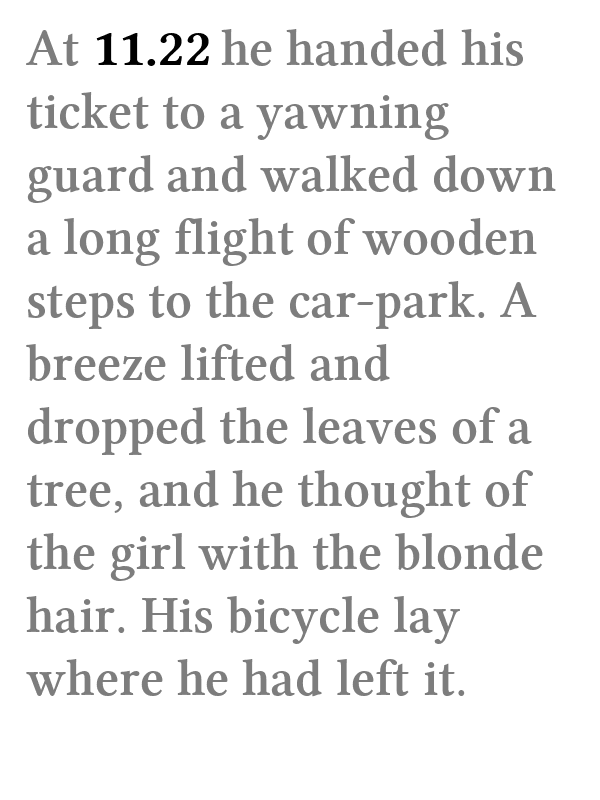 At 11.22 he handed his
ticket to a yawning
guard and walked down
a long flight of wooden
steps to the car-park. A
breeze lifted and
dropped the leaves of a
tree, and he thought of
the girl with the blonde
hair. His bicycle lay
where he had left it.